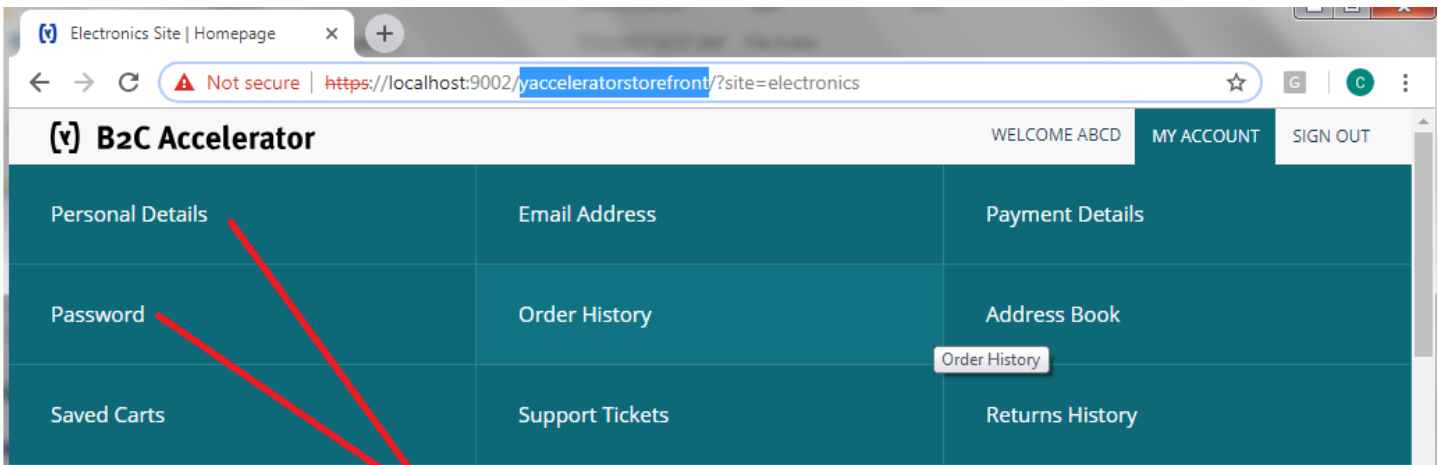 Electronics Site | Homepage
Not secure | https://localhost:9002/yacceleratorstorefront/?site=electronics
G
C
B2C Accelerator
WELCOME ABCD MY ACCOUNT SIGN OUT
Personal Details Email Address Payment Details
Password Order History Address Book
Order History
Saved Carts Support Tickets Returns History